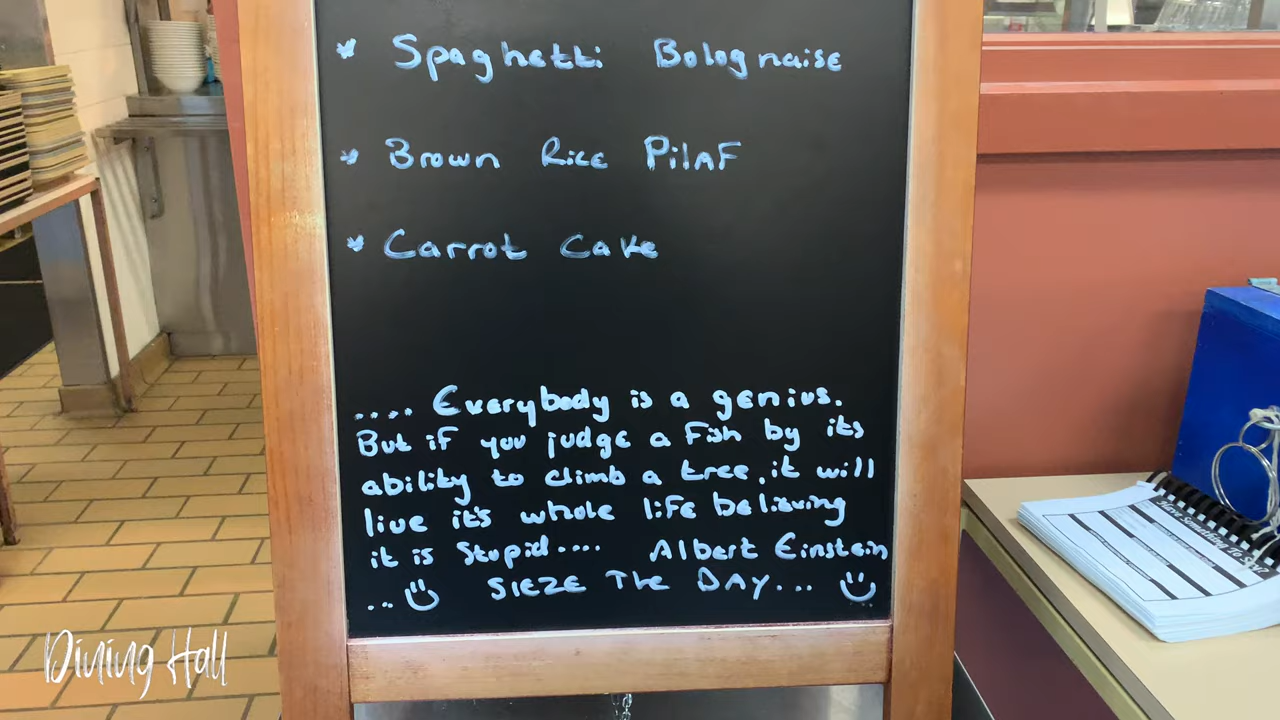 * Spaghetti Bolognaise
* Brown Rice PilAF
* Carrot Cake
.... Everybody is a genius.
But if you judge a Fish by its
ability to climb a tree, it will
live it's whole life believing
it is Stupid.... Albert Einstein
..☺ SIEZE THE DAY... ☺
Dining Hall